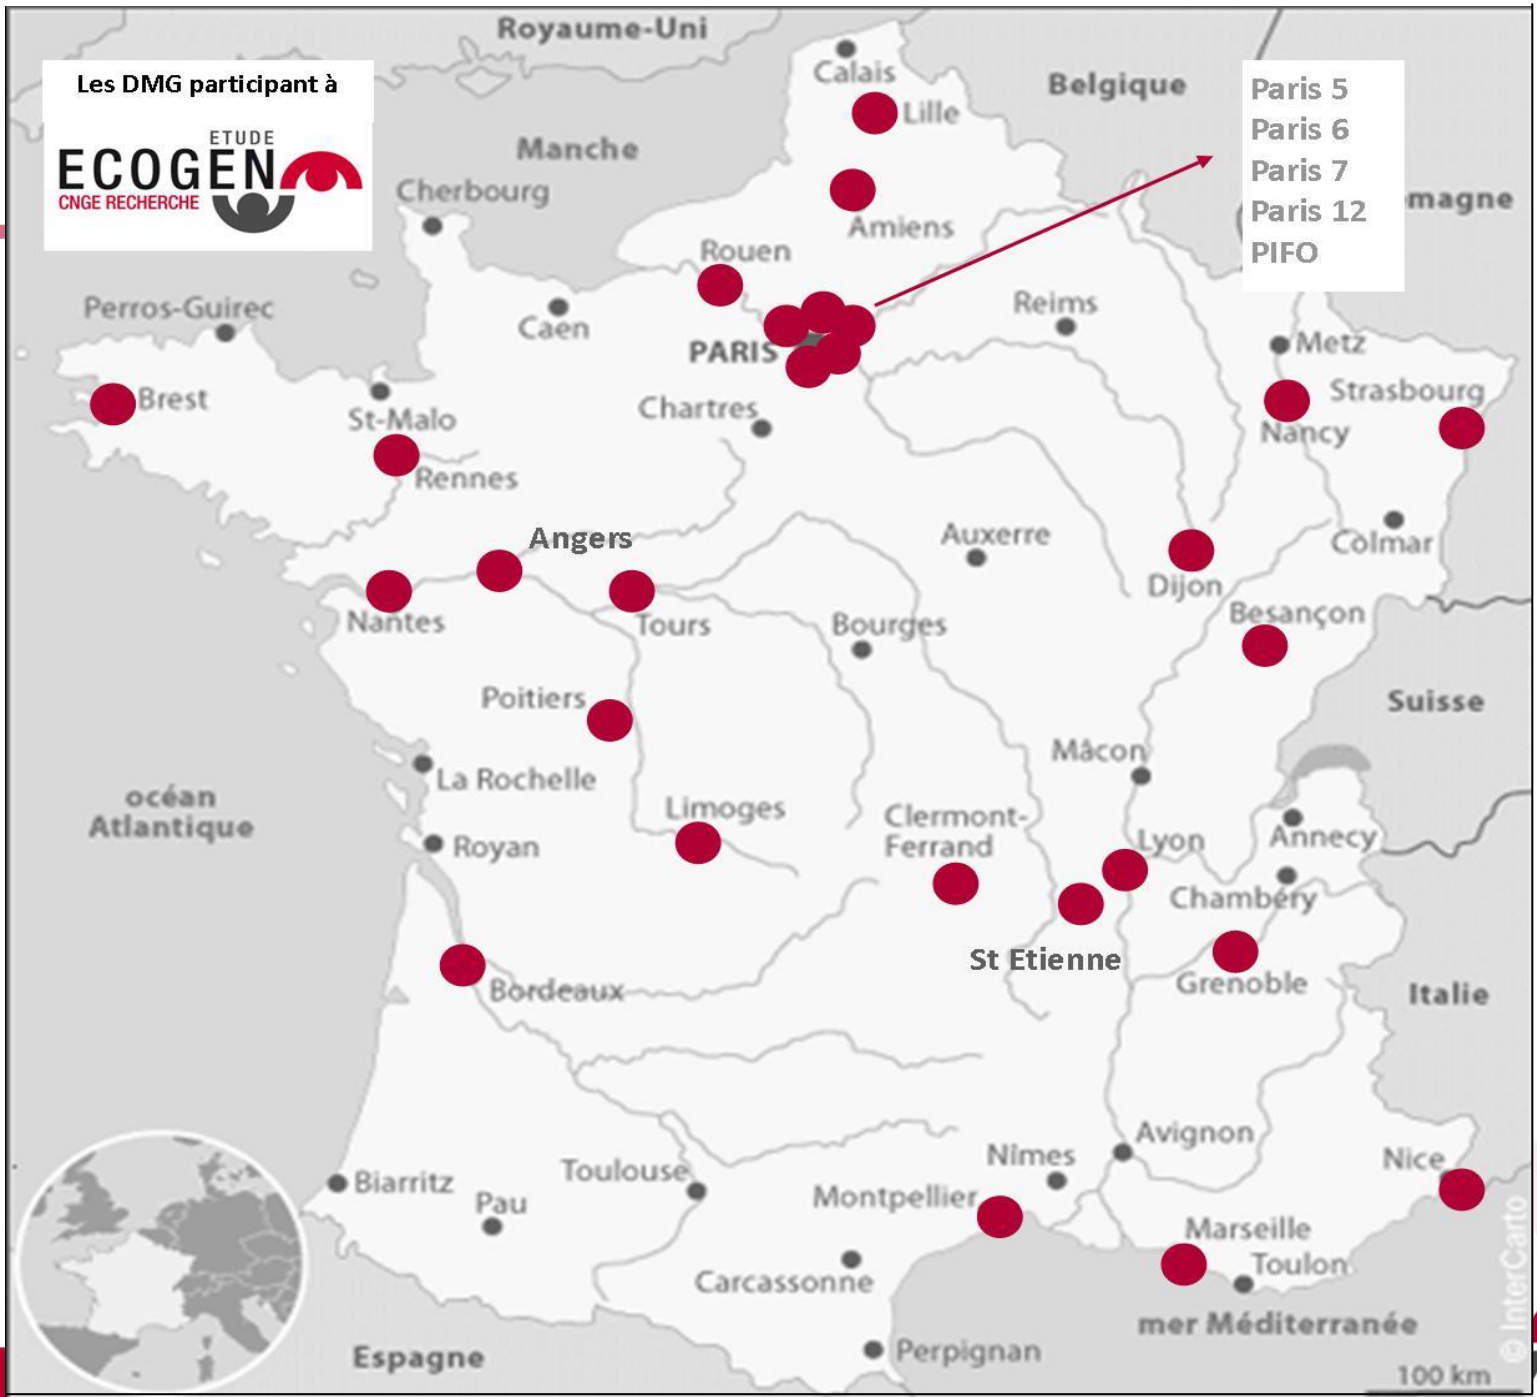 Royaume-Uni
Les DMG participant à
ETUDE
ECOGEN
CNGE RECHERCHE
Calais
Lille
Belgique
Paris 5
Paris 6
Paris 7
Paris 12
PIFO
magne
Manche
Cherbourg
Amiens
Rouen
Perros-Guirec
Caen
Reims
PARIS
Metz
Strasbourg
Brest
St-Malo
Chartres
Nancy
Rennes
Angers
Auxerre
Colmar
Dijon
Nantes
Tours
Bourges
Besançon
Poitiers
Suisse
Mâcon
La Rochelle
océan
Atlantique
Limoges
Clermont-
Ferrand
Royan
Lyon
Annecy
Chambéry
St Etienne
Grenoble
Bordeaux
Italie
Avignon
Nîmes
Nice
Toulouse
Biarritz
Pau
Montpellier
Marseille
Toulon
Carcassonne
mer Méditerranée
Espagne
Perpignan
100 km
© InterCarto